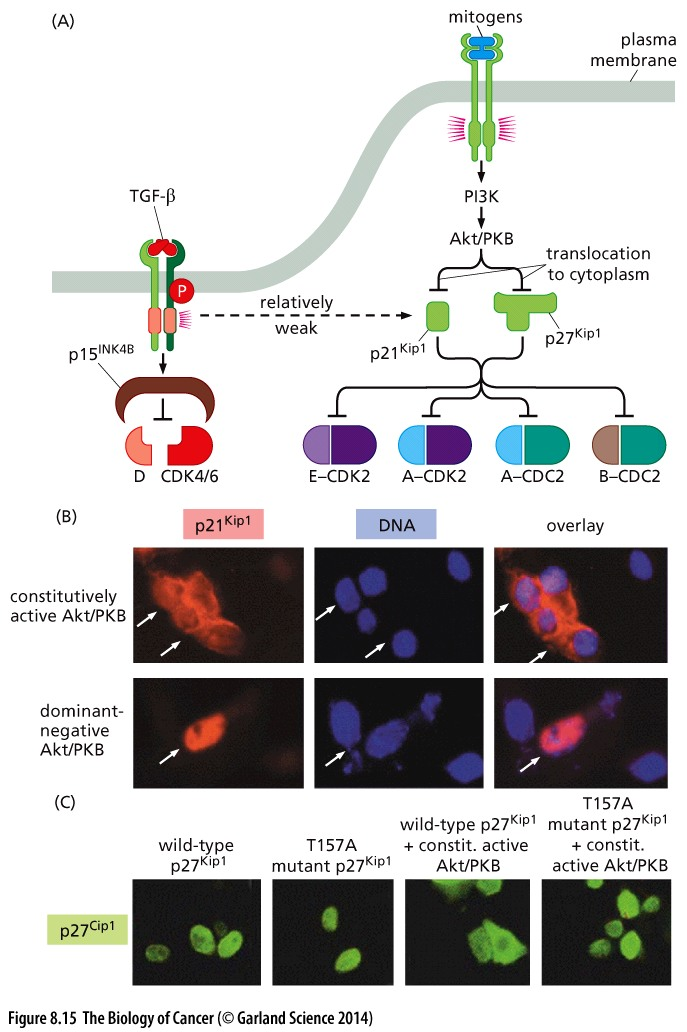 (A)
mitogens
plasma
membrane
PI3K
TGF-β
Akt/PKB
translocation
to cytoplasm
P
relatively
weak
p21Kip1
p27Kip1
p15INK4B
D
CDK4/6
E–CDK2
A–CDK2
A–CDC2
B–CDC2
(B)
p21Kip1
DNA
overlay
constitutively
active Akt/PKB
dominant-
negative
Akt/PKB
(C)
wild-type
p27Kip1
T157A
mutant p27Kip1
wild-type p27Kip1
+ constit. active
Akt/PKB
T157A
mutant p27Kip1
+ constit.
active Akt/PKB
p27Cip1
Figure 8.15 The Biology of Cancer (© Garland Science 2014)